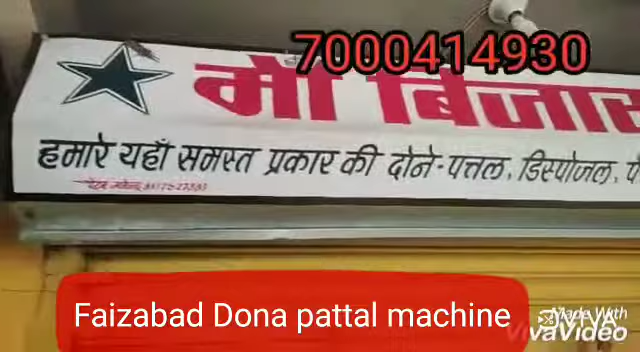 7000414930
माँ बिजार
हमारे यहाँ समस्त प्रकार की दोने-पत्तल, डिस्पोजल,
Faizabad Dona pattal machine
Made With
VivaVideo